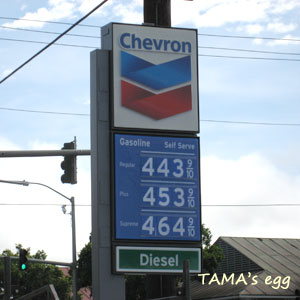 Chevron
Gasoline Self Serve
Regular 443 9/10
Plus 453 9/10
Supreme 464 9/10
Diesel
TAMA's egg